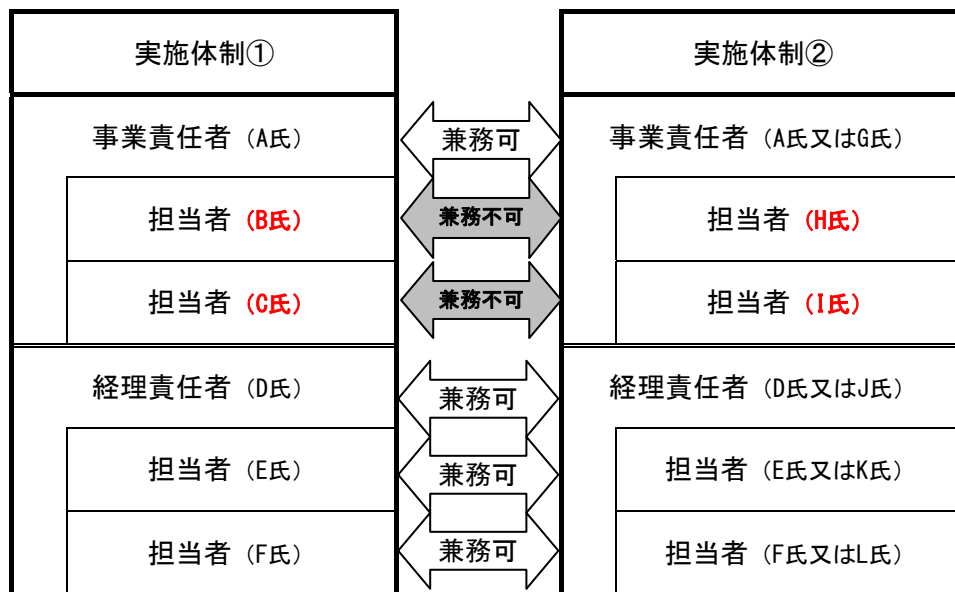 実施体制① 実施体制②
事業責任者（A氏） 兼務可 事業責任者（A氏又はG氏）
担当者（B氏） 兼務不可 担当者（H氏）
担当者（C氏） 兼務不可 担当者（I氏）
経理責任者（D氏） 兼務可 経理責任者（D氏又はJ氏）
担当者（E氏） 兼務可 担当者（E氏又はK氏）
担当者（F氏） 兼務可 担当者（F氏又はL氏）